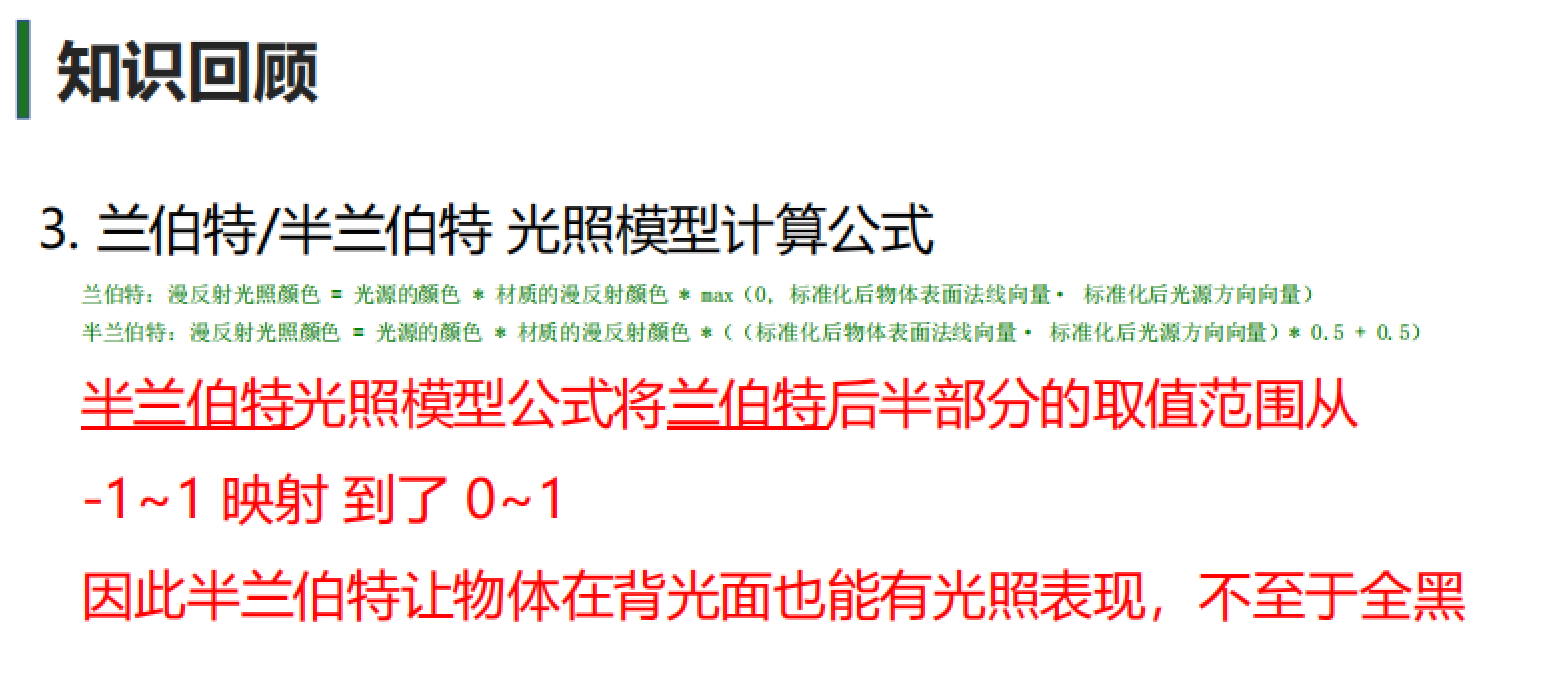 知识回顾
3. 兰伯特/半兰伯特 光照模型计算公式
兰伯特：漫反射光照颜色 = 光源的颜色 * 材质的漫反射颜色 * max（0, 标准化后物体表面法线向量· 标准化后光源方向向量）
半兰伯特：漫反射光照颜色 = 光源的颜色 * 材质的漫反射颜色 *（（标准化后物体表面法线向量· 标准化后光源方向向量）* 0.5 + 0.5）
半兰伯特光照模型公式将兰伯特后半部分的取值范围从
-1~1 映射 到了 0~1
因此半兰伯特让物体在背光面也能有光照表现，不至于全黑